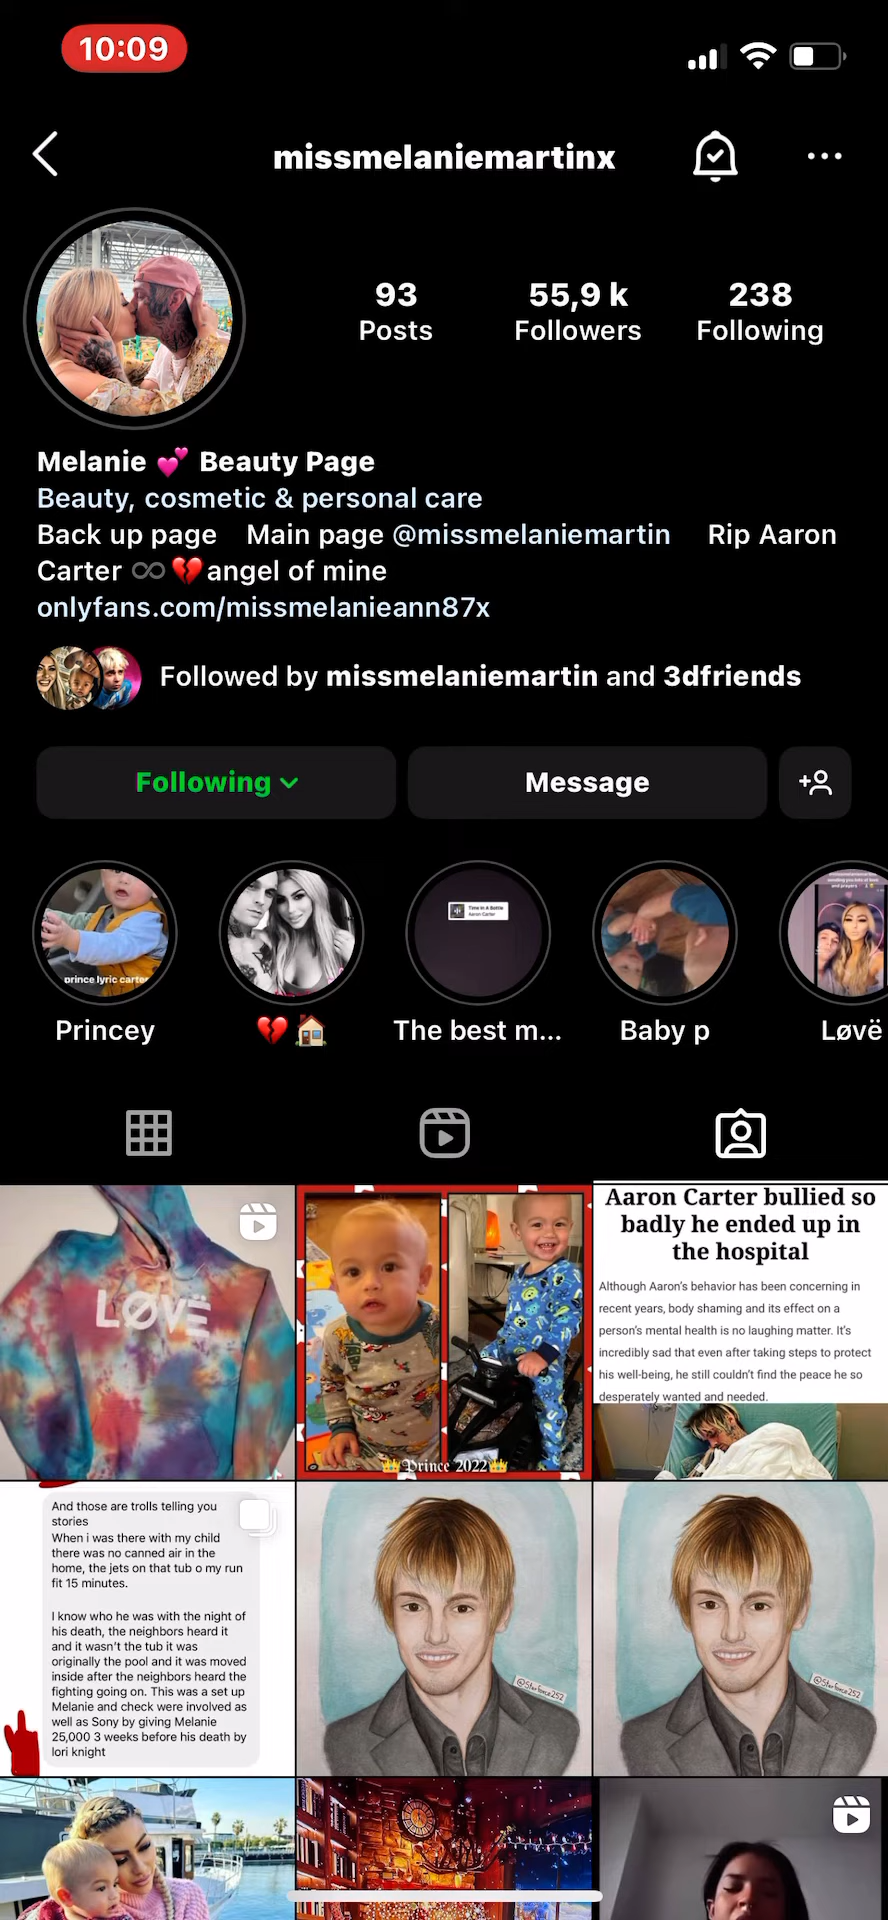 10:09
missmelaniemartinx
93
55,9 k
238
Posts
Followers
Following
Melanie 💕 Beauty Page
Beauty, cosmetic & personal care
Back up page Main page @missmelaniemartin Rip Aaron
Carter ♾💔angel of mine
onlyfans.com/missmelanieann87x
Followed by missmelaniemartin and 3dfriends
Following
Message
prince lyric carter
Time In A Bottle
Aaron Carter
Princey
💔🏠
The best m...
Baby p
Løvë
LØVË
Prince 2022
Aaron Carter bullied so
badly he ended up in
the hospital
Although Aaron's behavior has been concerning in
recent years, body shaming and its effect on a
person's mental health is no laughing matter. It's
incredibly sad that even after taking steps to protect
his well-being, he still couldn't find the peace he so
desperately wanted and needed.
And those are trolls telling you
stories
When i was there with my child
there was no canned air in the
home, the jets on that tub o my run
fit 15 minutes.
I know who he was with the night of
his death, the neighbors heard it
and it wasn't the tub it was
originally the pool and it was moved
inside after the neighbors heard the
fighting going on. This was a set up
Melanie and check were involved as
well as Sony by giving Melanie
25,000 3 weeks before his death by
lori knight
@Starforce252
@Starforce252